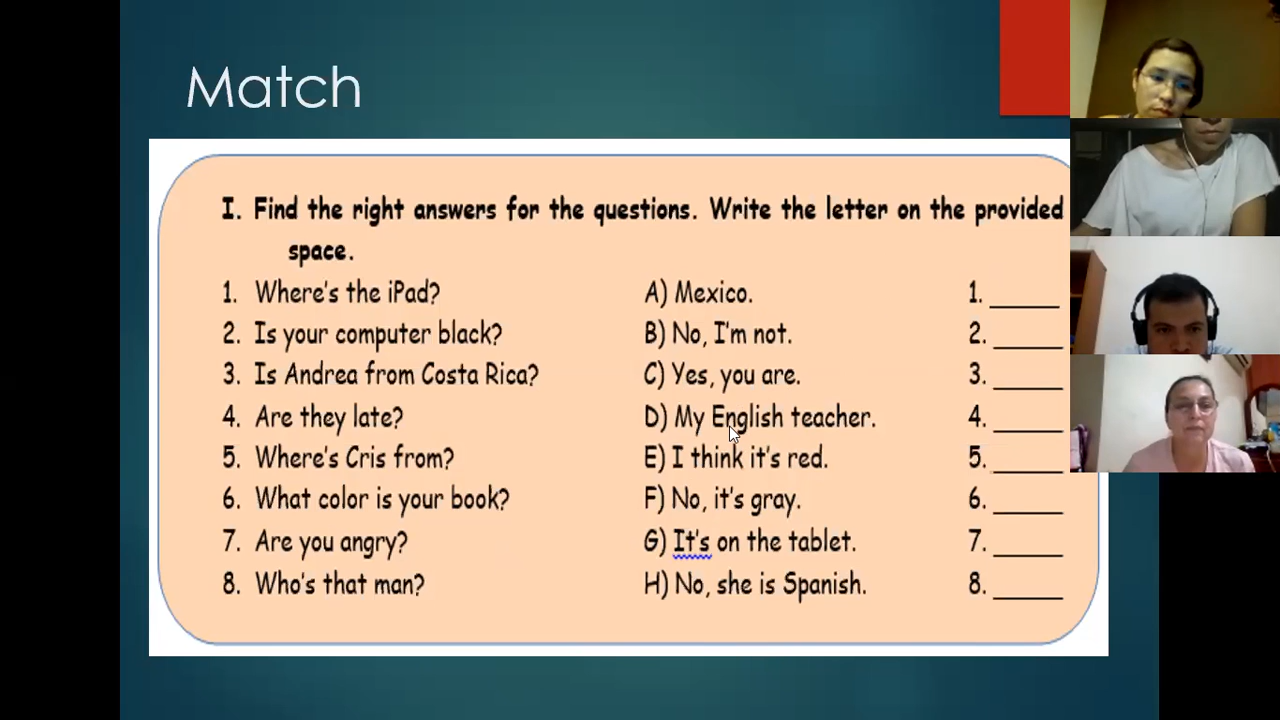 Match
I. Find the right answers for the questions. Write the letter on the provided
space.
1. Where's the iPad? A) Mexico. 1. ______
2. Is your computer black? B) No, I'm not. 2. ______
3. Is Andrea from Costa Rica? C) Yes, you are. 3. ______
4. Are they late? D) My English teacher. 4. ______
5. Where's Cris from? E) I think it's red. 5. ______
6. What color is your book? F) No, it's gray. 6. ______
7. Are you angry? G) It's on the tablet. 7. ______
8. Who's that man? H) No, she is Spanish. 8. ______